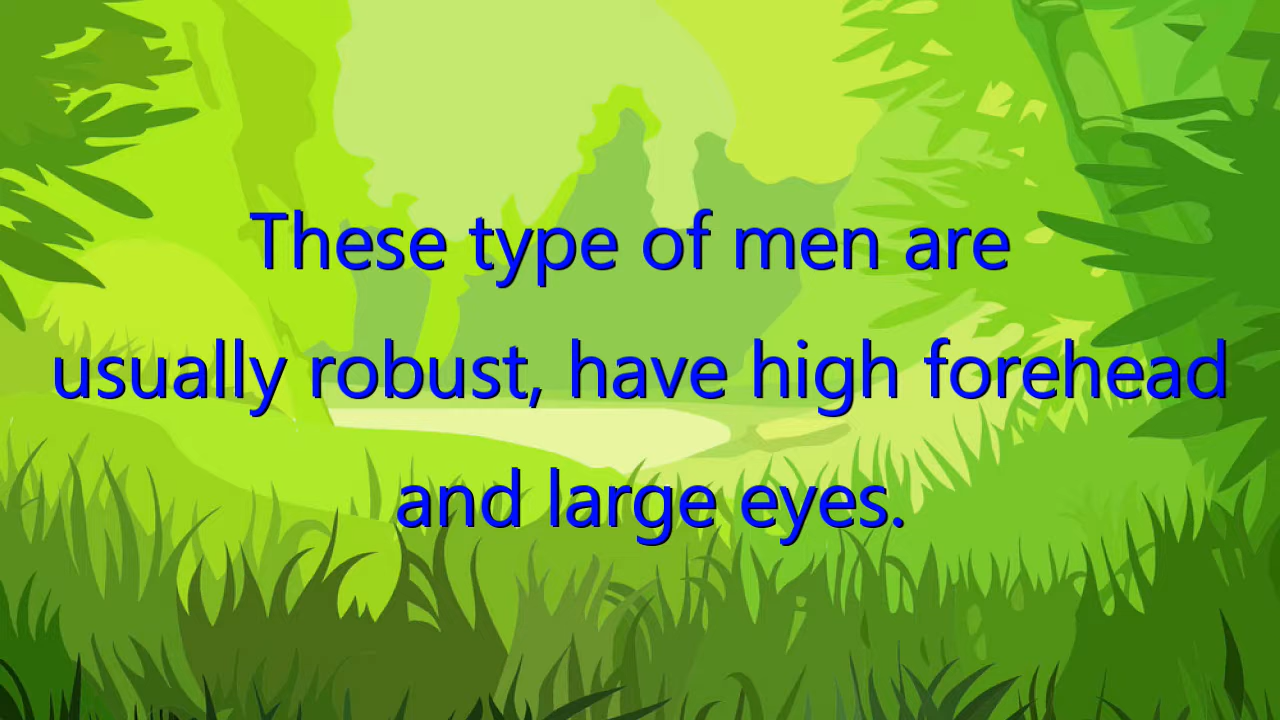 These type of men are
usually robust, have high forehead
and large eyes.